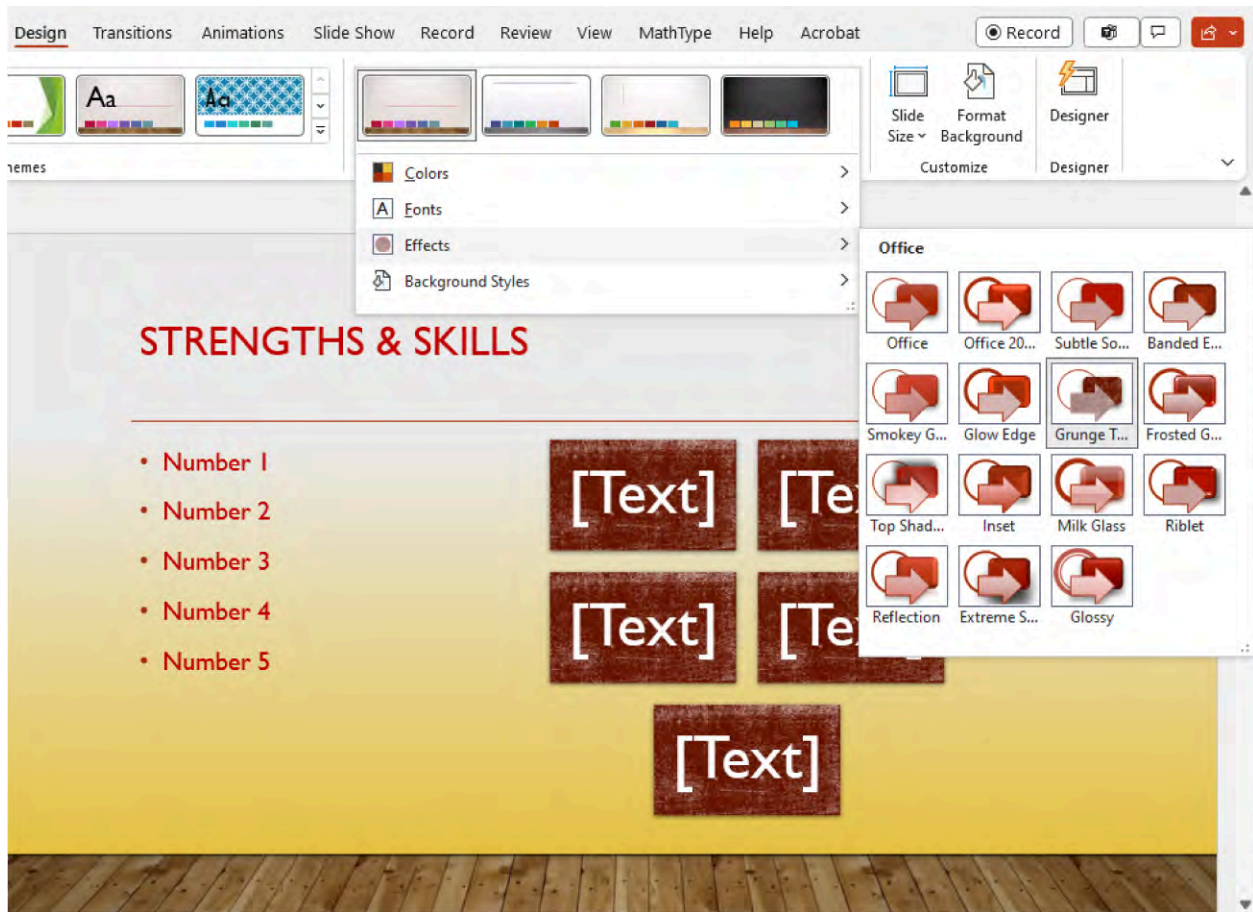 Design Transitions Animations Slide Show Record Review View MathType Help Acrobat Record
Aa
Aa
Slide Size
Format Background
Designer
hemes
Customize
Designer
Colors
Fonts
Effects
Background Styles
Office
Office Office 20... Subtle So... Banded E...
Smokey G... Glow Edge Grunge T... Frosted G...
Top Shad... Inset Milk Glass Riblet
Reflection Extreme S... Glossy
STRENGTHS & SKILLS
• Number 1
• Number 2
• Number 3
• Number 4
• Number 5
[Text] [Te
[Text] [Te
[Text]